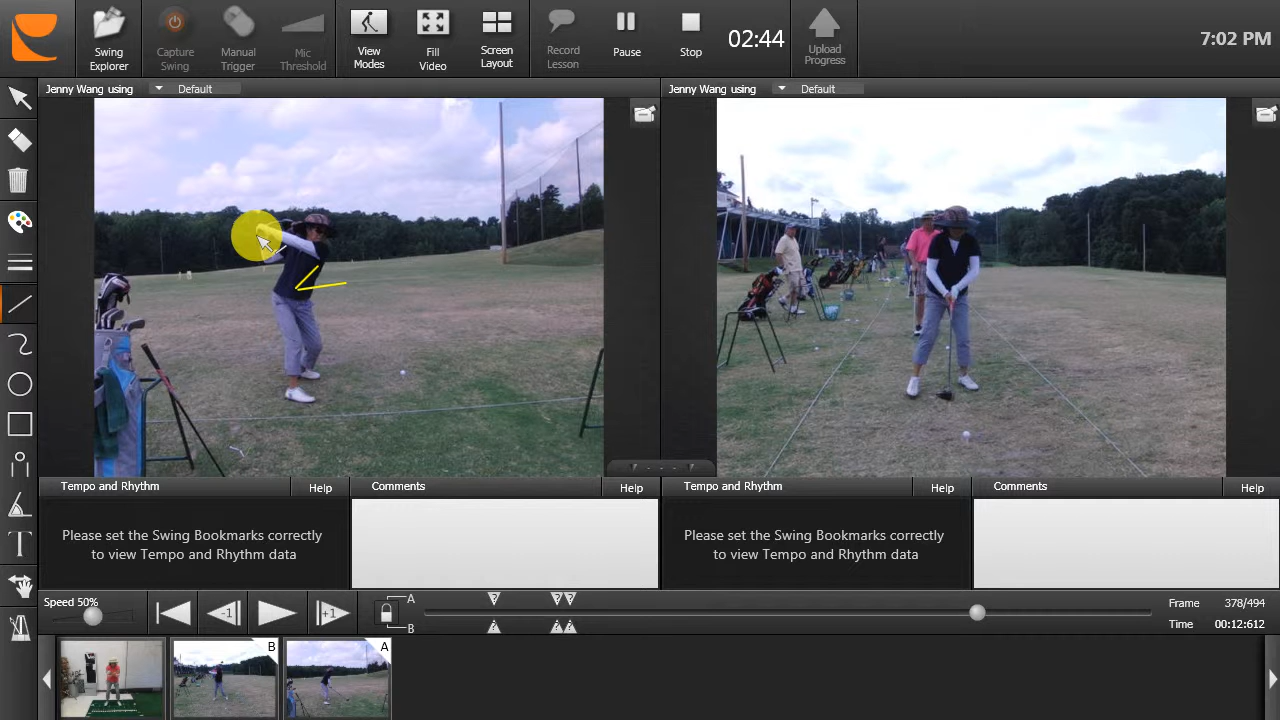 Swing
Explorer
Capture
Swing
Manual
Trigger
Mic
Threshold
View
Modes
Fill
Video
Screen
Layout
Record
Lesson
Pause
Stop
02:44
Upload
Progress
7:02 PM
Jenny Wang using
Default
Jenny Wang using
Default
Tempo and Rhythm
Help
Comments
Help
Tempo and Rhythm
Help
Comments
Help
Please set the Swing Bookmarks correctly
to view Tempo and Rhythm data
Please set the Swing Bookmarks correctly
to view Tempo and Rhythm data
Speed 50%
-1
+1
A
B
? ? ?
? ? ?
Frame 378/494
Time 00:12:612
B
A
T